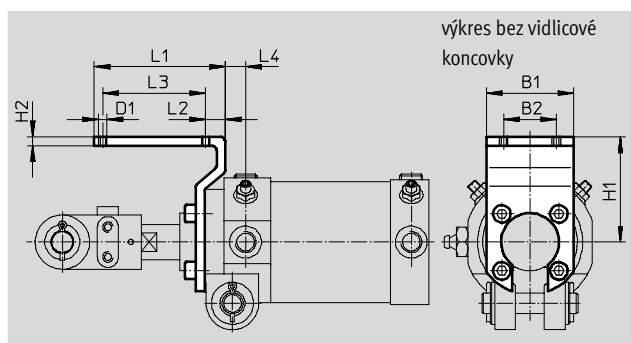 výkres bez vidlicové
koncovky
L1
L4
B1
L3
B2
H2
D1
L2
H1